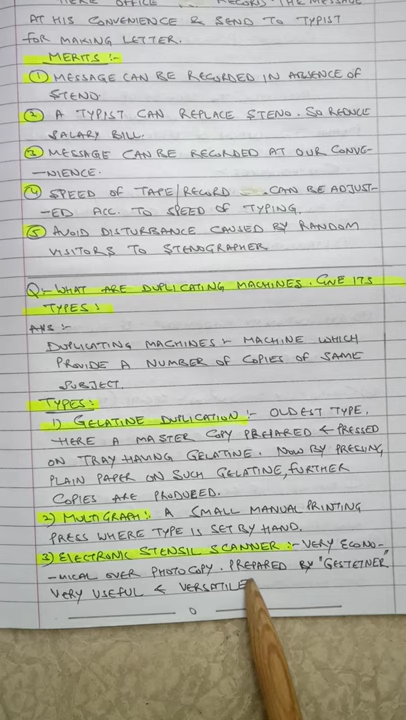 THERE OFFICE RECORDS THE MESSAGE
AT HIS CONVENIENCE & SEND TO TYPIST
FOR MAKING LETTER.
MERITS :-
① MESSAGE CAN BE RECORDED IN ABSENCE OF
STENO.
② A TYPIST CAN REPLACE STENO. SO REDUCE
SALARY BILL.
③ MESSAGE CAN BE RECORDED AT OUR CONVE-
-NIENCE.
④ SPEED OF TAPE/RECORD CAN BE ADJUST-
-ED ACC. TO SPEED OF TYPING.
⑤ AVOID DISTURBANCE CAUSED BY RANDOM
VISITORS TO STENOGRAPHER
Q:- WHAT ARE DUPLICATING MACHINES. GIVE ITS
TYPES :
ANS :-
DUPLICATING MACHINES :- MACHINE WHICH
PROVIDE A NUMBER OF COPIES OF SAME
SUBJECT.
TYPES:
1) GELATINE DUPLICATION :- OLDEST TYPE.
HERE A MASTER COPY PREPARED & PRESSED
ON TRAY HAVING GELATINE. NOW BY PRESSING
PLAIN PAPER ON SUCH GELATINE, FURTHER
COPIES ARE PRODUCED.
2) MULTIGRAPH :- A SMALL MANUAL PRINTING
PRESS WHERE TYPE IS SET BY HAND.
3) ELECTRONIC STENSIL SCANNER :- VERY ECONO-
-MICAL OVER PHOTOCOPY. PREPARED BY "GESTETNER"
VERY USEFUL & VERSATILE